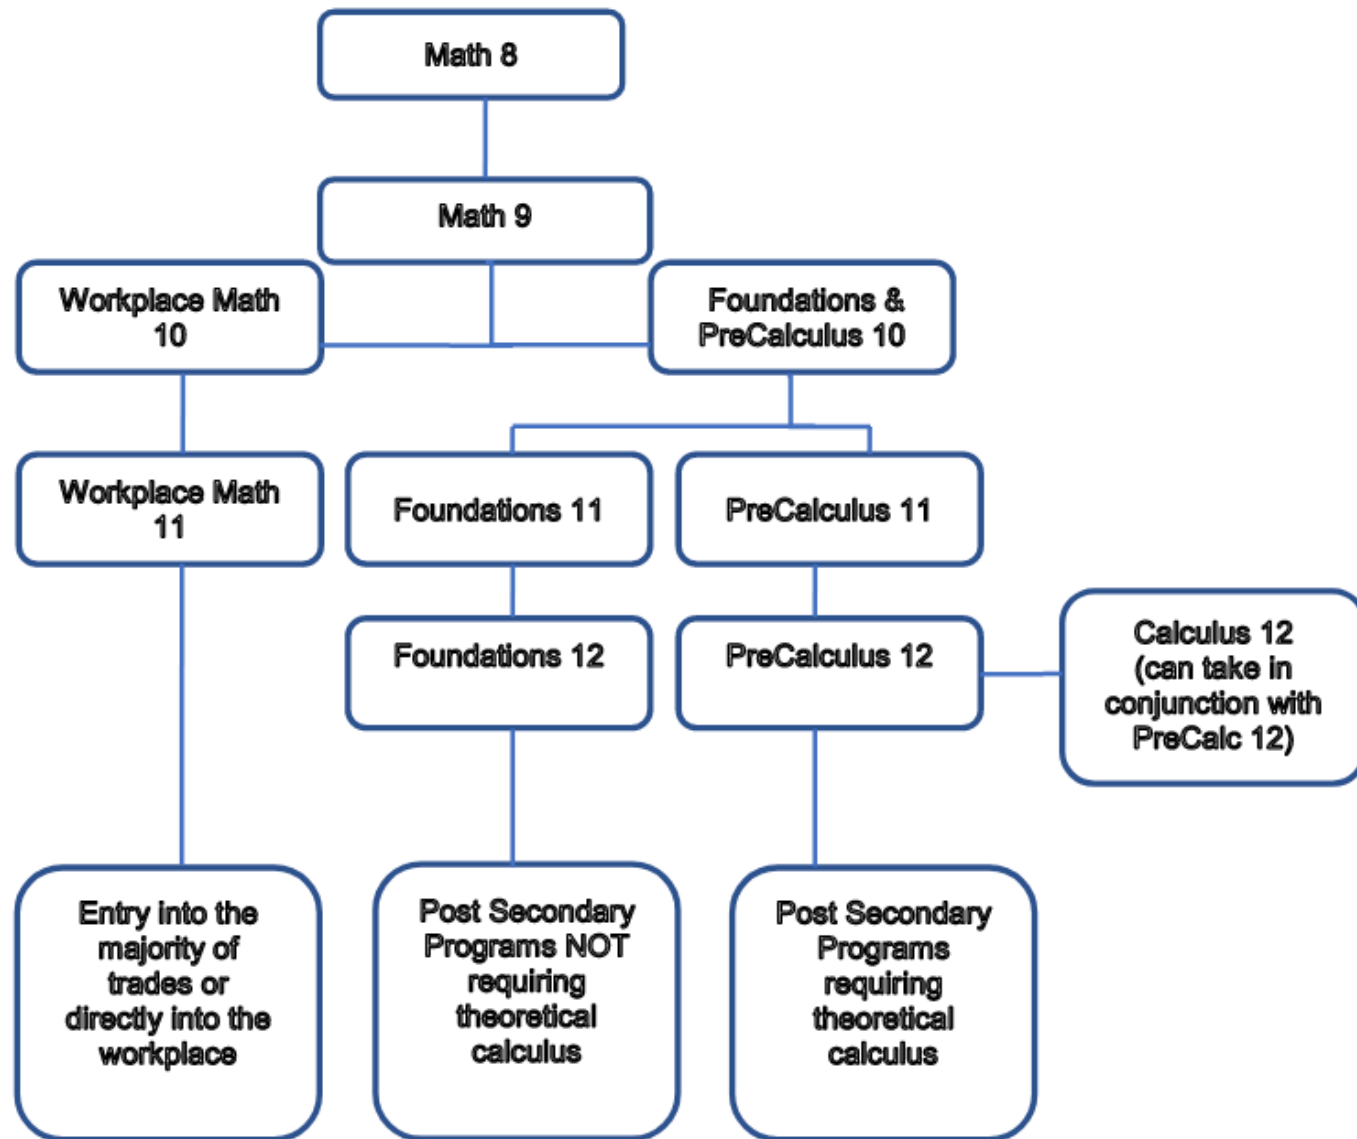 Math 8
Math 9
Workplace Math
10
Foundations &
PreCalculus 10
Workplace Math
11
Foundations 11
PreCalculus 11
Foundations 12
PreCalculus 12
Calculus 12
(can take in
conjunction with
PreCalc 12)
Entry into the
majority of
trades or
directly into the
workplace
Post Secondary
Programs NOT
requiring
theoretical
calculus
Post Secondary
Programs
requiring
theoretical
calculus